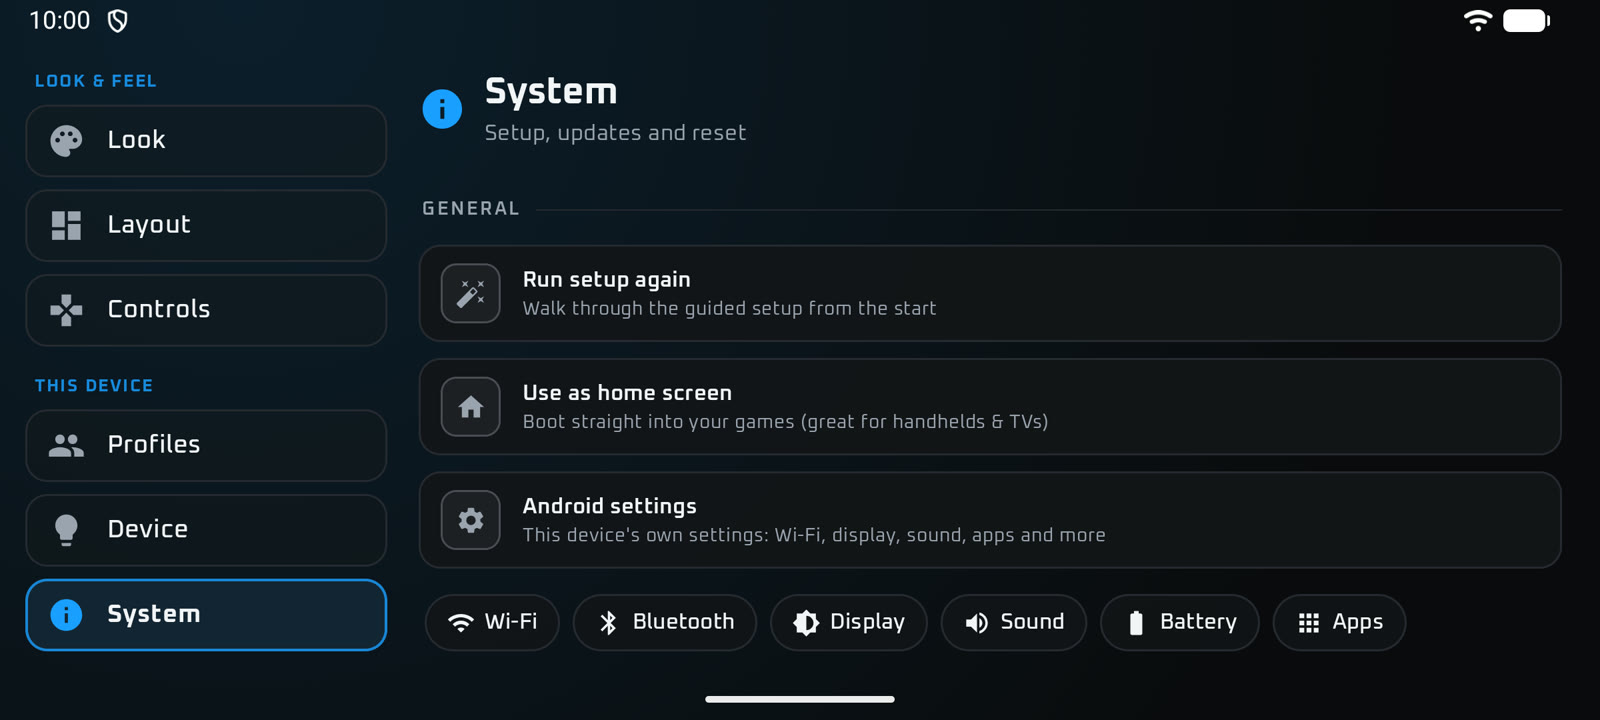 10:00
LOOK & FEEL
Look
Layout
Controls
THIS DEVICE
Profiles
Device
System
System
Setup, updates and reset
GENERAL
Run setup again
Walk through the guided setup from the start
Use as home screen
Boot straight into your games (great for handhelds & TVs)
Android settings
This device's own settings: Wi-Fi, display, sound, apps and more
Wi-Fi
Bluetooth
Display
Sound
Battery
Apps